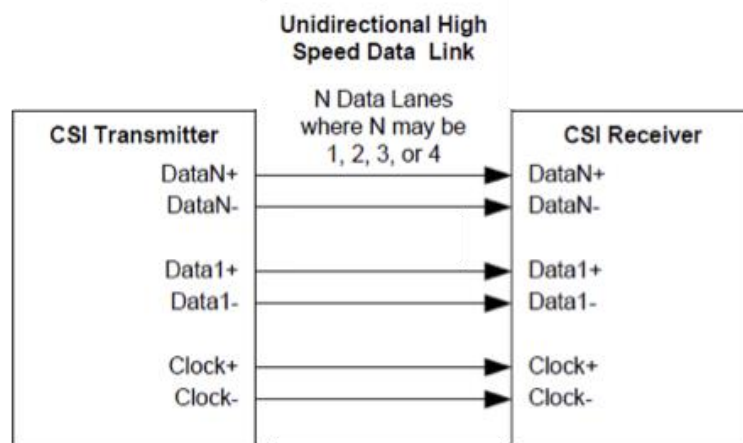 Unidirectional High
Speed Data Link
N Data Lanes
where N may be
1, 2, 3, or 4
CSI Transmitter
DataN+
DataN-
Data1+
Data1-
Clock+
Clock-
CSI Receiver
DataN+
DataN-
Data1+
Data1-
Clock+
Clock-